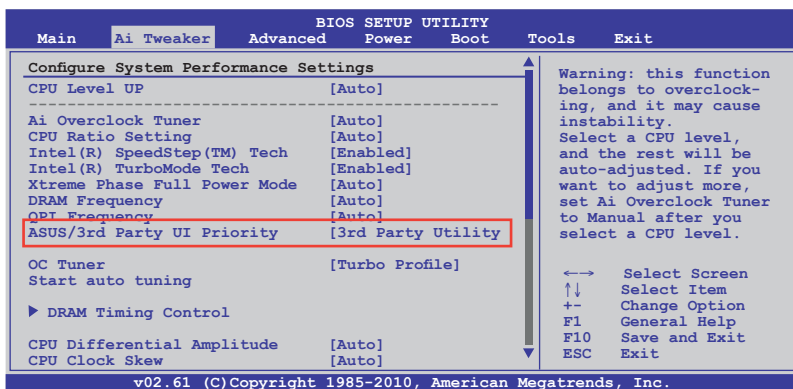 BIOS SETUP UTILITY
Main Ai Tweaker Advanced Power Boot Tools Exit
Configure System Performance Settings
CPU Level UP [Auto]
--------------------------------------------------
Ai Overclock Tuner [Auto]
CPU Ratio Setting [Auto]
Intel(R) SpeedStep(TM) Tech [Enabled]
Intel(R) TurboMode Tech [Enabled]
Xtreme Phase Full Power Mode [Auto]
DRAM Frequency [Auto]
QPI Frequency [Auto]
ASUS/3rd Party UI Priority [3rd Party Utility
OC Tuner [Turbo Profile]
Start auto tuning
▶ DRAM Timing Control
CPU Differential Amplitude [Auto]
CPU Clock Skew [Auto]
Warning: this function
belongs to overclock-
ing, and it may cause
instability.
Select a CPU level,
and the rest will be
auto-adjusted. If you
want to adjust more,
set Ai Overclock Tuner
to Manual after you
select a CPU level.
←→ Select Screen
↑↓ Select Item
+- Change Option
F1 General Help
F10 Save and Exit
ESC Exit
v02.61 (C)Copyright 1985-2010, American Megatrends, Inc.